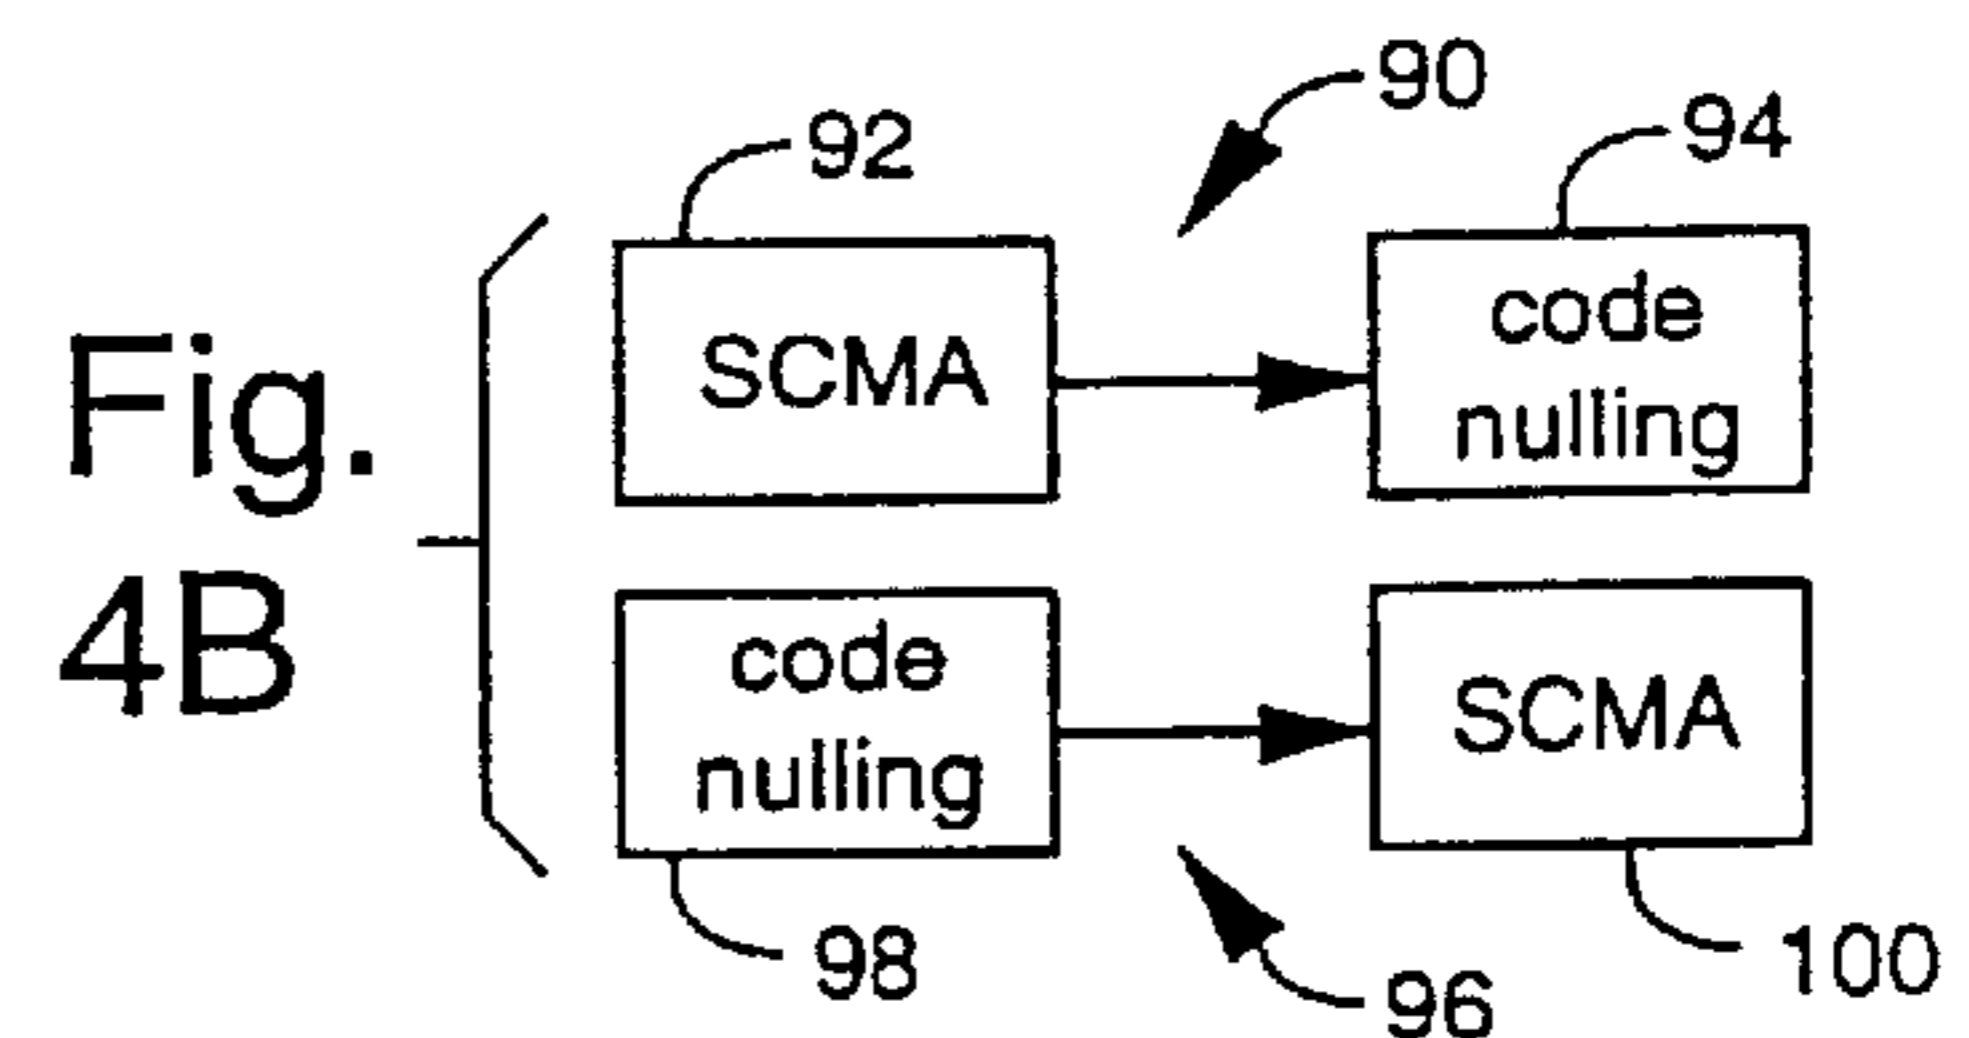 90
92
94
SCMA
code
nulling
Fig.
4B
code
nulling
SCMA
98
96
100